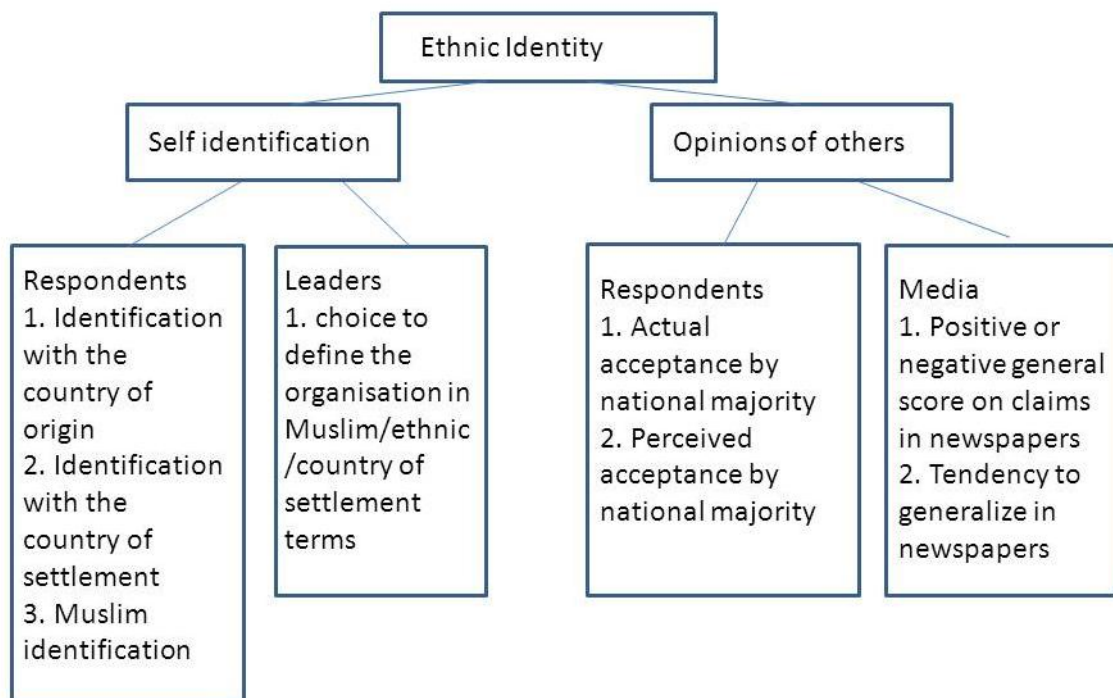 Ethnic Identity
Self identification
Opinions of others
Respondents
1. Identification
with the
country of
origin
2. Identification
with the
country of
settlement
3. Muslim
identification
Leaders
1. choice to
define the
organisation in
Muslim/ethnic
/country of
settlement
terms
Respondents
1. Actual
acceptance by
national majority
2. Perceived
acceptance by
national majority
Media
1. Positive or
negative general
score on claims
in newspapers
2. Tendency to
generalize in
newspapers